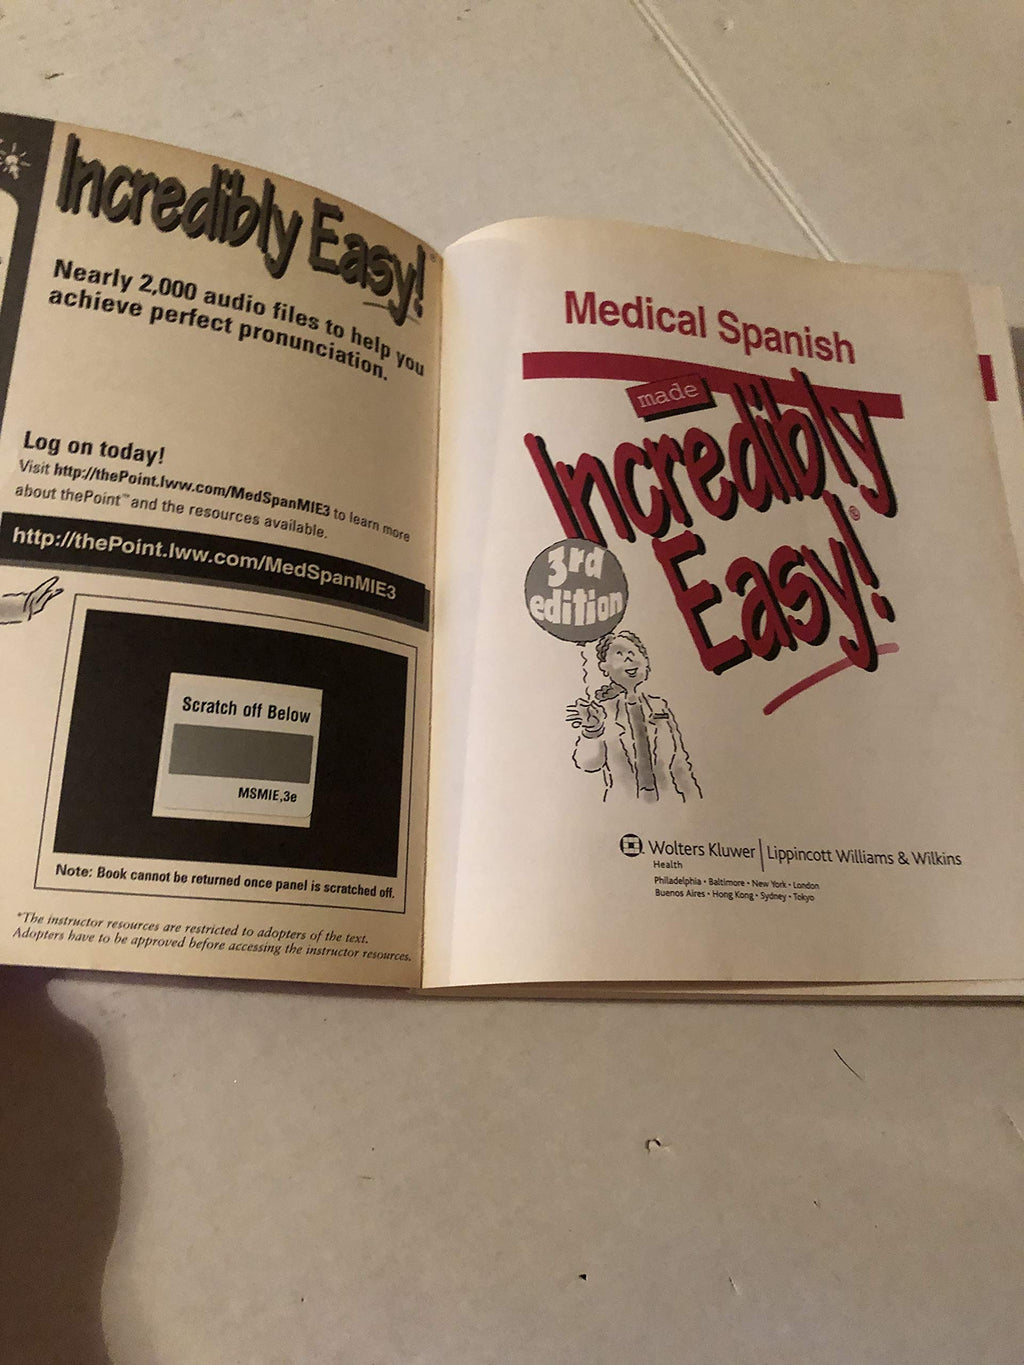 Incredibly Easy!®
Nearly 2,000 audio files to help you
achieve perfect pronunciation.
Log on today!
Visit http://thePoint.lww.com/MedSpanMIE3 to learn more
about thePoint™ and the resources available.
http://thePoint.lww.com/MedSpanMIE3
Scratch off Below
MSMIE,3e
Note: Book cannot be returned once panel is scratched off.
*The instructor resources are restricted to adopters of the text.
Adopters have to be approved before accessing the instructor resources.
Medical Spanish
made
Incredibly
Easy!®
3rd
edition
Wolters Kluwer | Lippincott Williams & Wilkins
Health
Philadelphia • Baltimore • New York • London
Buenos Aires • Hong Kong • Sydney • Tokyo